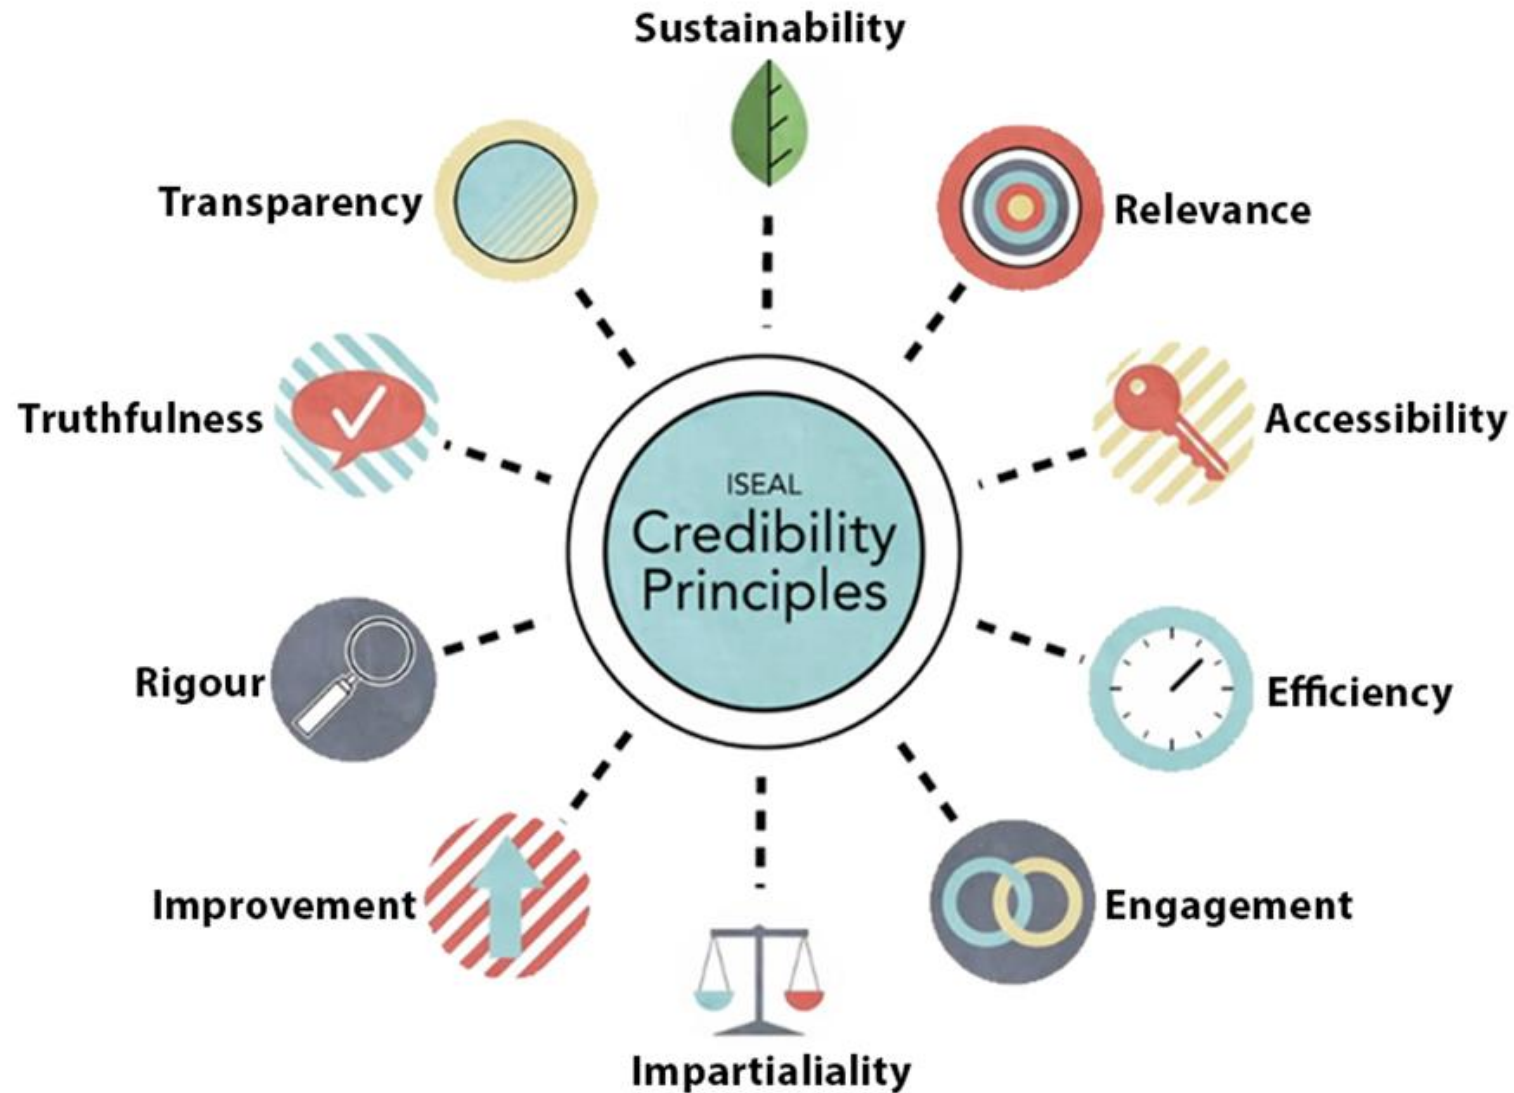 Sustainability
Transparency
Relevance
Truthfulness
Accessibility
ISEAL
Credibility
Principles
Rigour
Efficiency
Improvement
Engagement
Impartialiality